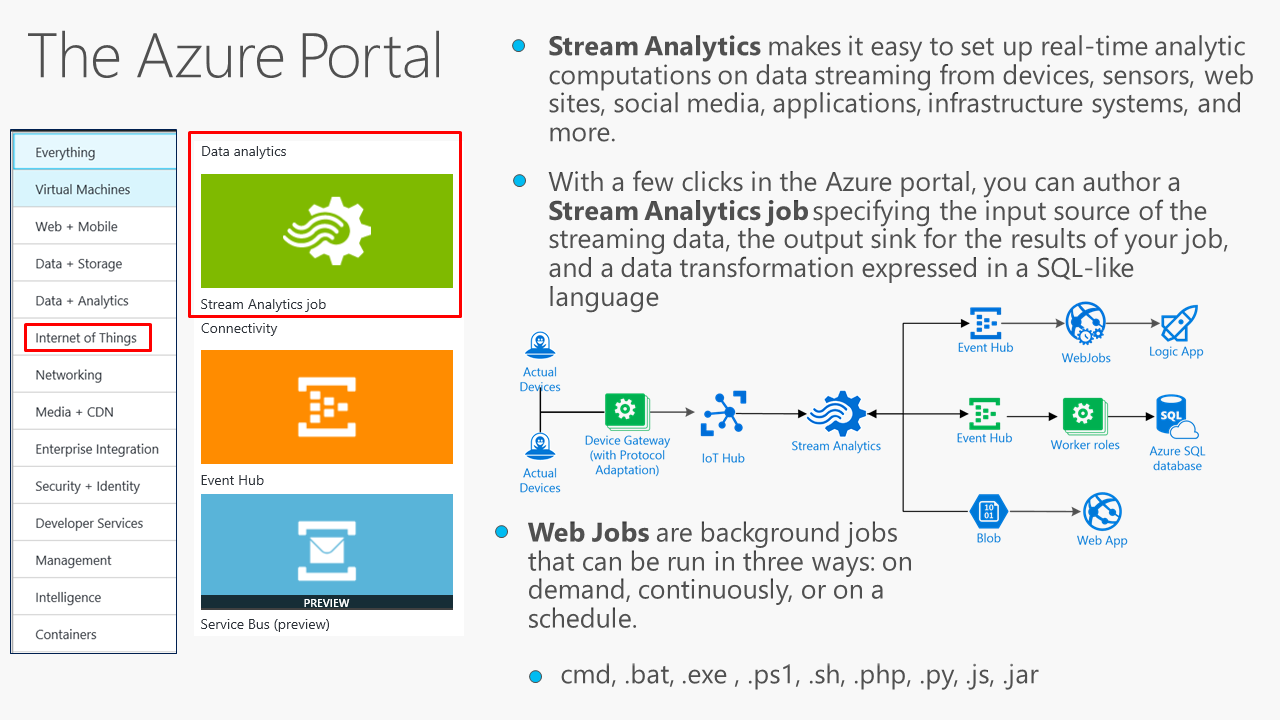 The Azure Portal
Everything
Virtual Machines
Web + Mobile
Data + Storage
Data + Analytics
Internet of Things
Networking
Media + CDN
Enterprise Integration
Security + Identity
Developer Services
Management
Intelligence
Containers
Data analytics
Stream Analytics job
Connectivity
Event Hub
PREVIEW
Service Bus (preview)
Stream Analytics makes it easy to set up real-time analytic
computations on data streaming from devices, sensors, web
sites, social media, applications, infrastructure systems, and
more.
With a few clicks in the Azure portal, you can author a
Stream Analytics job specifying the input source of the
streaming data, the output sink for the results of your job,
and a data transformation expressed in a SQL-like
language
Actual
Devices
Actual
Devices
Device Gateway
(with Protocol
Adaptation)
IoT Hub
Stream Analytics
Event Hub
WebJobs
Logic App
Event Hub
Worker roles
SQL
Azure SQL
database
10
01
Blob
Web App
Web Jobs are background jobs
that can be run in three ways: on
demand, continuously, or on a
schedule.
cmd, .bat, .exe , .ps1, .sh, .php, .py, .js, .jar